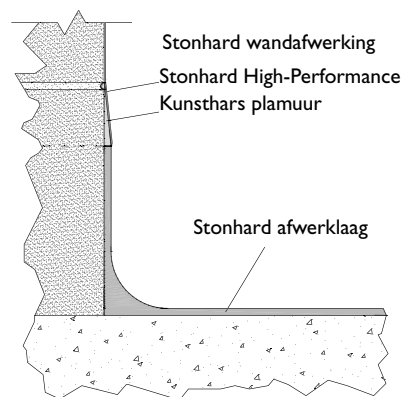 Stonhard wandafwerking
Stonhard High-Performance
Kunsthars plamuur
Stonhard afwerklaag